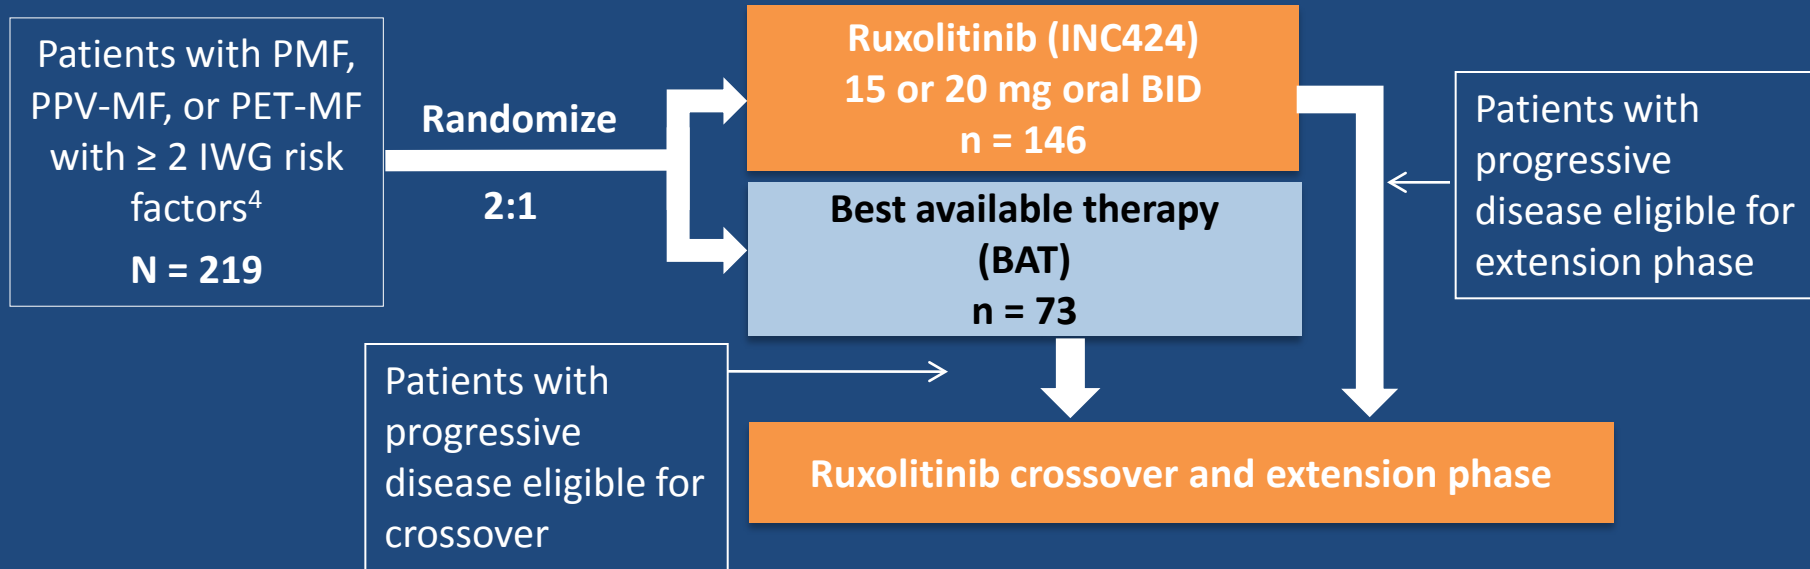 Patients with PMF,
PPV-MF, or PET-MF
with ≥ 2 IWG risk
factors⁴
N = 219
Randomize
2:1
Ruxolitinib (INC424)
15 or 20 mg oral BID
n = 146
Best available therapy
(BAT)
n = 73
Patients with
progressive
disease eligible for
extension phase
Patients with
progressive
disease eligible for
crossover
Ruxolitinib crossover and extension phase